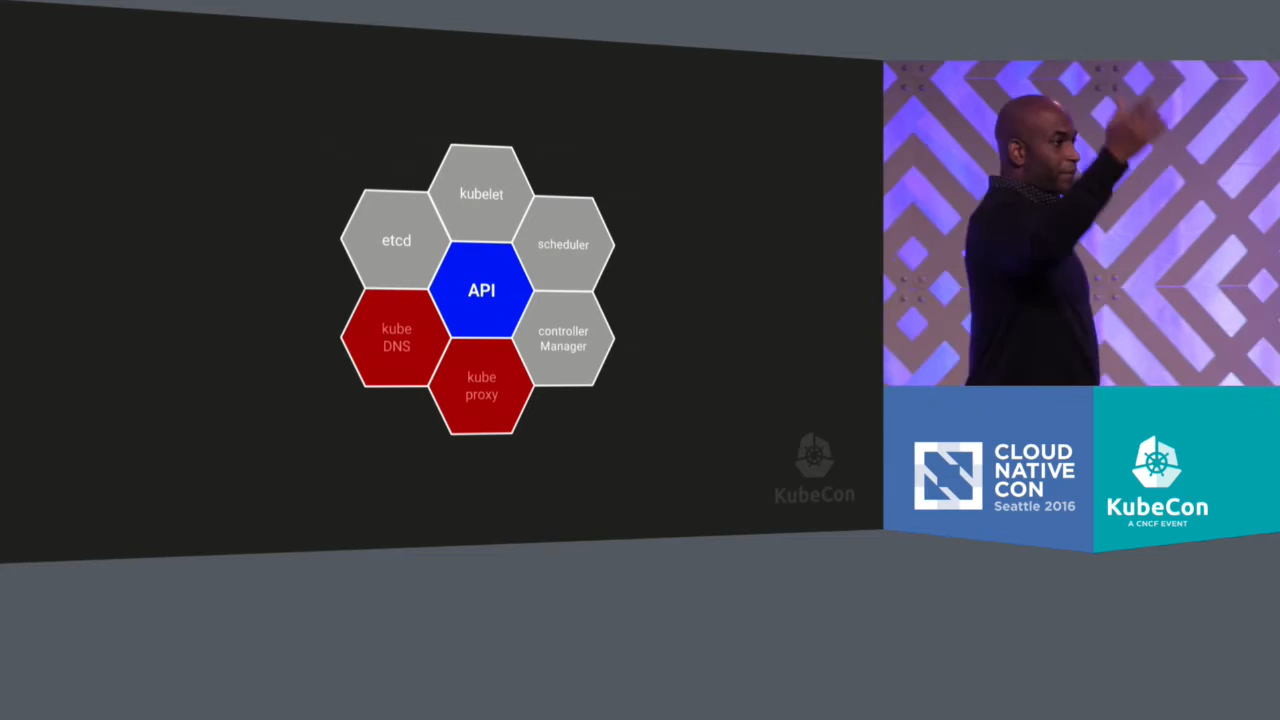 kubelet
etcd
scheduler
API
kube
DNS
controller
Manager
kube
proxy
KubeCon
CLOUD
NATIVE
CON
Seattle 2016
KubeCon
A CNCF EVENT